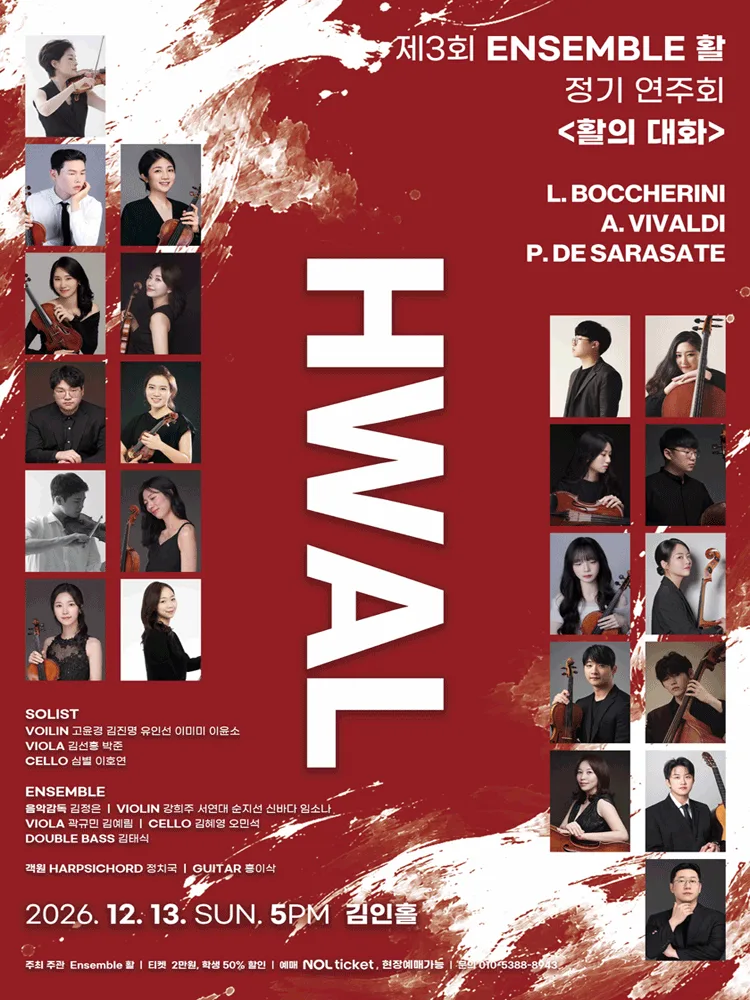 제3회 ENSEMBLE 활
정기 연주회
<활의 대화>
L. BOCCHERINI
A. VIVALDI
P. DE SARASATE
HWAL
SOLIST
VOILIN 고윤경 김진명 유인선 이미미 이윤소
VIOLA 김선홍 박준
CELLO 심별 이호연
ENSEMBLE
음악감독 김정은 | VIOLIN 강희주 서연대 순지선 신바다 임소나
VIOLA 곽규민 김예림 | CELLO 김혜영 오민석
DOUBLE BASS 김태식
객원 HARPSICHORD 정치국 | GUITAR 홍이삭
2026. 12. 13. SUN. 5PM 김인홀
주최 주관 Ensemble 활 | 티켓 2만원, 학생 50% 할인 | 예매 NOL ticket , 현장예매가능 | 문의 010-5388-8943